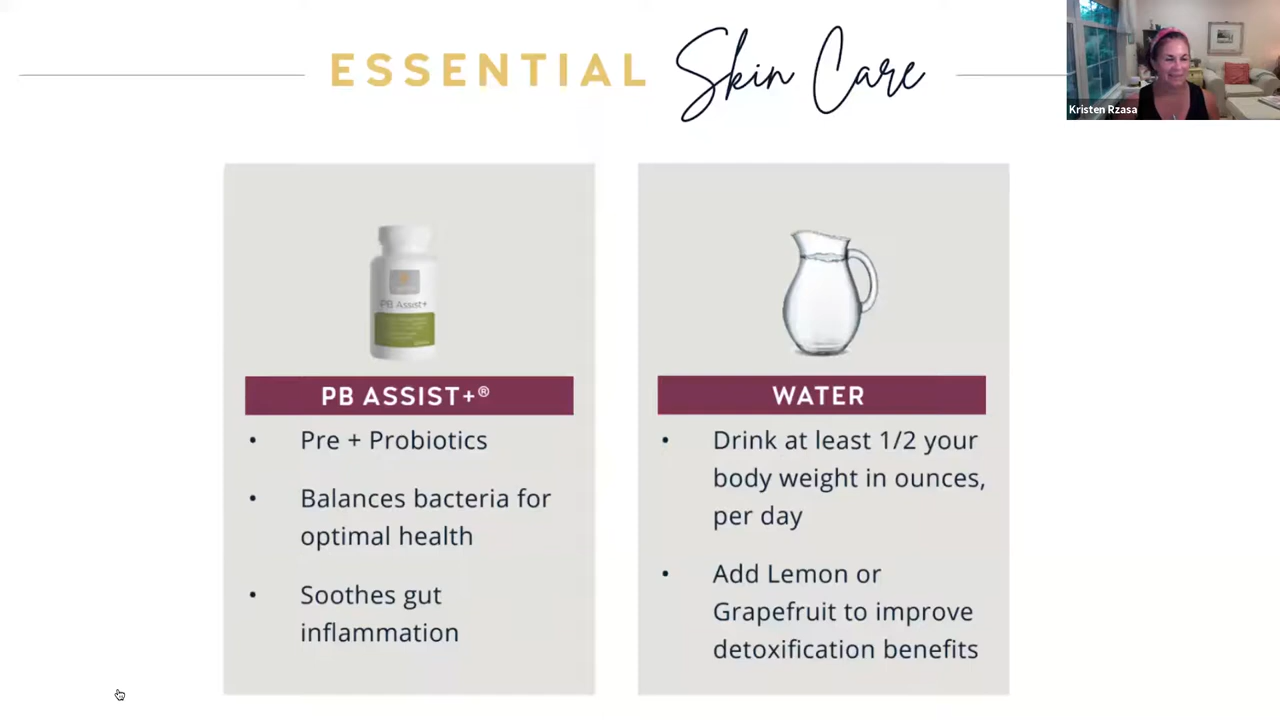 ESSENTIAL Skin Care
Kristen Rzasa
PB Assist+
PB ASSIST+®
• Pre + Probiotics
• Balances bacteria for
optimal health
• Soothes gut
inflammation
WATER
• Drink at least 1/2 your
body weight in ounces,
per day
• Add Lemon or
Grapefruit to improve
detoxification benefits